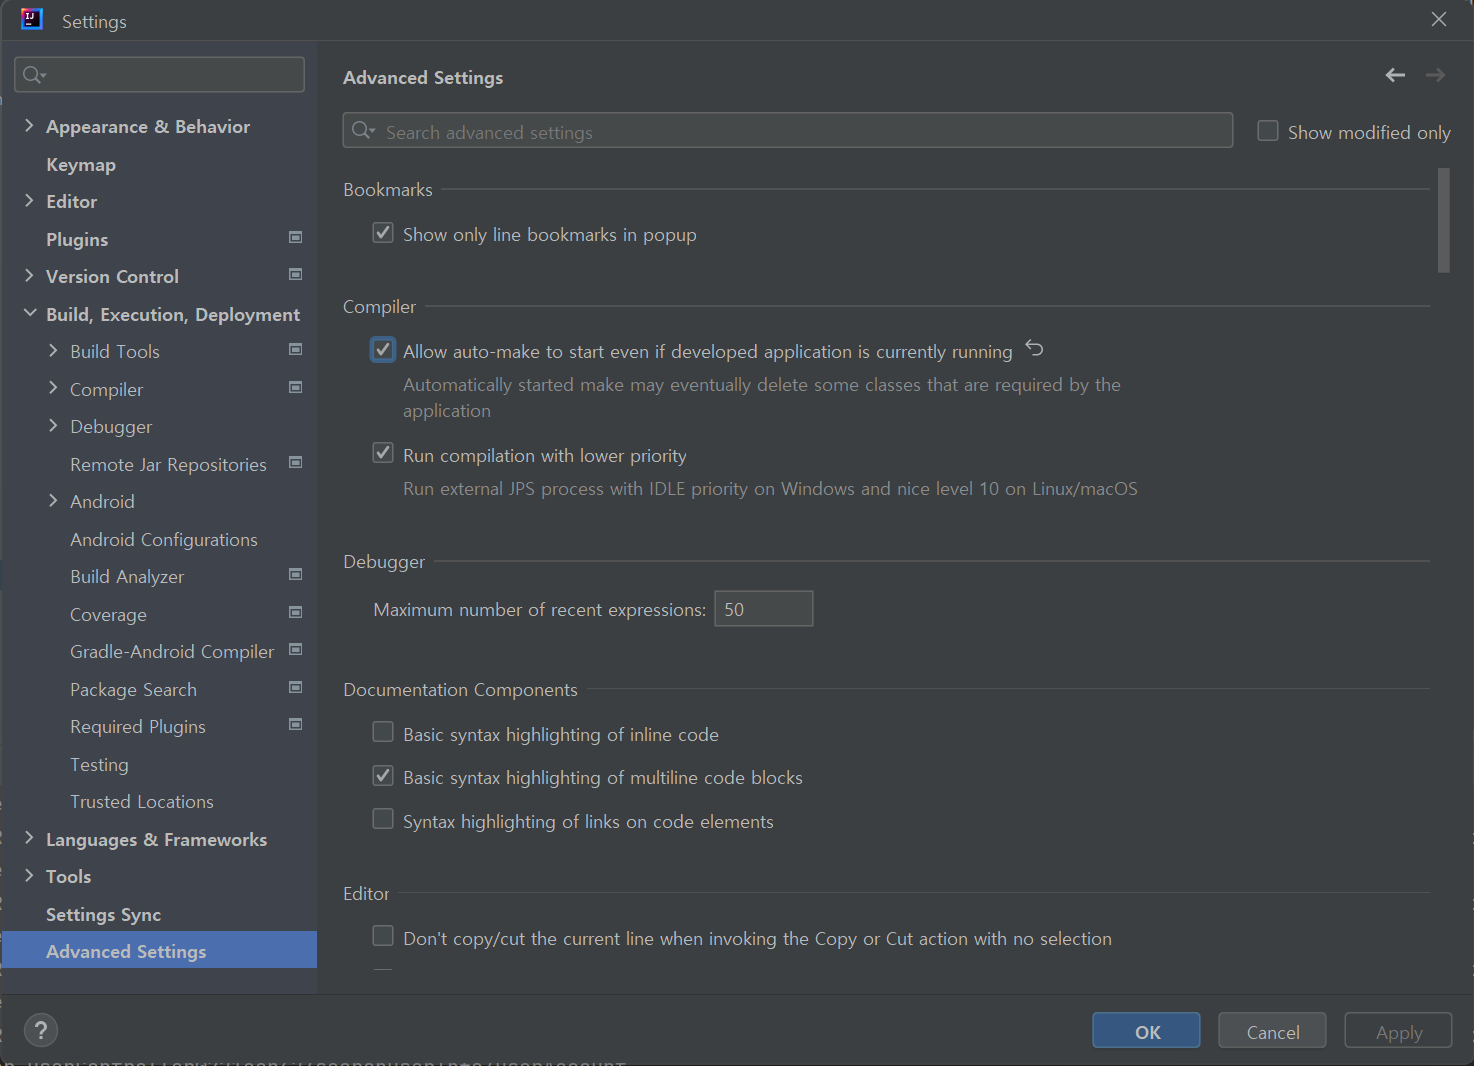 Settings
Appearance & Behavior
Keymap
Editor
Plugins
Version Control
Build, Execution, Deployment
Build Tools
Compiler
Debugger
Remote Jar Repositories
Android
Android Configurations
Build Analyzer
Coverage
Gradle-Android Compiler
Package Search
Required Plugins
Testing
Trusted Locations
Languages & Frameworks
Tools
Settings Sync
Advanced Settings
Advanced Settings
Search advanced settings
Show modified only
Bookmarks
Show only line bookmarks in popup
Compiler
Allow auto-make to start even if developed application is currently running
Automatically started make may eventually delete some classes that are required by the
application
Run compilation with lower priority
Run external JPS process with IDLE priority on Windows and nice level 10 on Linux/macOS
Debugger
Maximum number of recent expressions: 50
Documentation Components
Basic syntax highlighting of inline code
Basic syntax highlighting of multiline code blocks
Syntax highlighting of links on code elements
Editor
Don't copy/cut the current line when invoking the Copy or Cut action with no selection
?
OK
Cancel
Apply